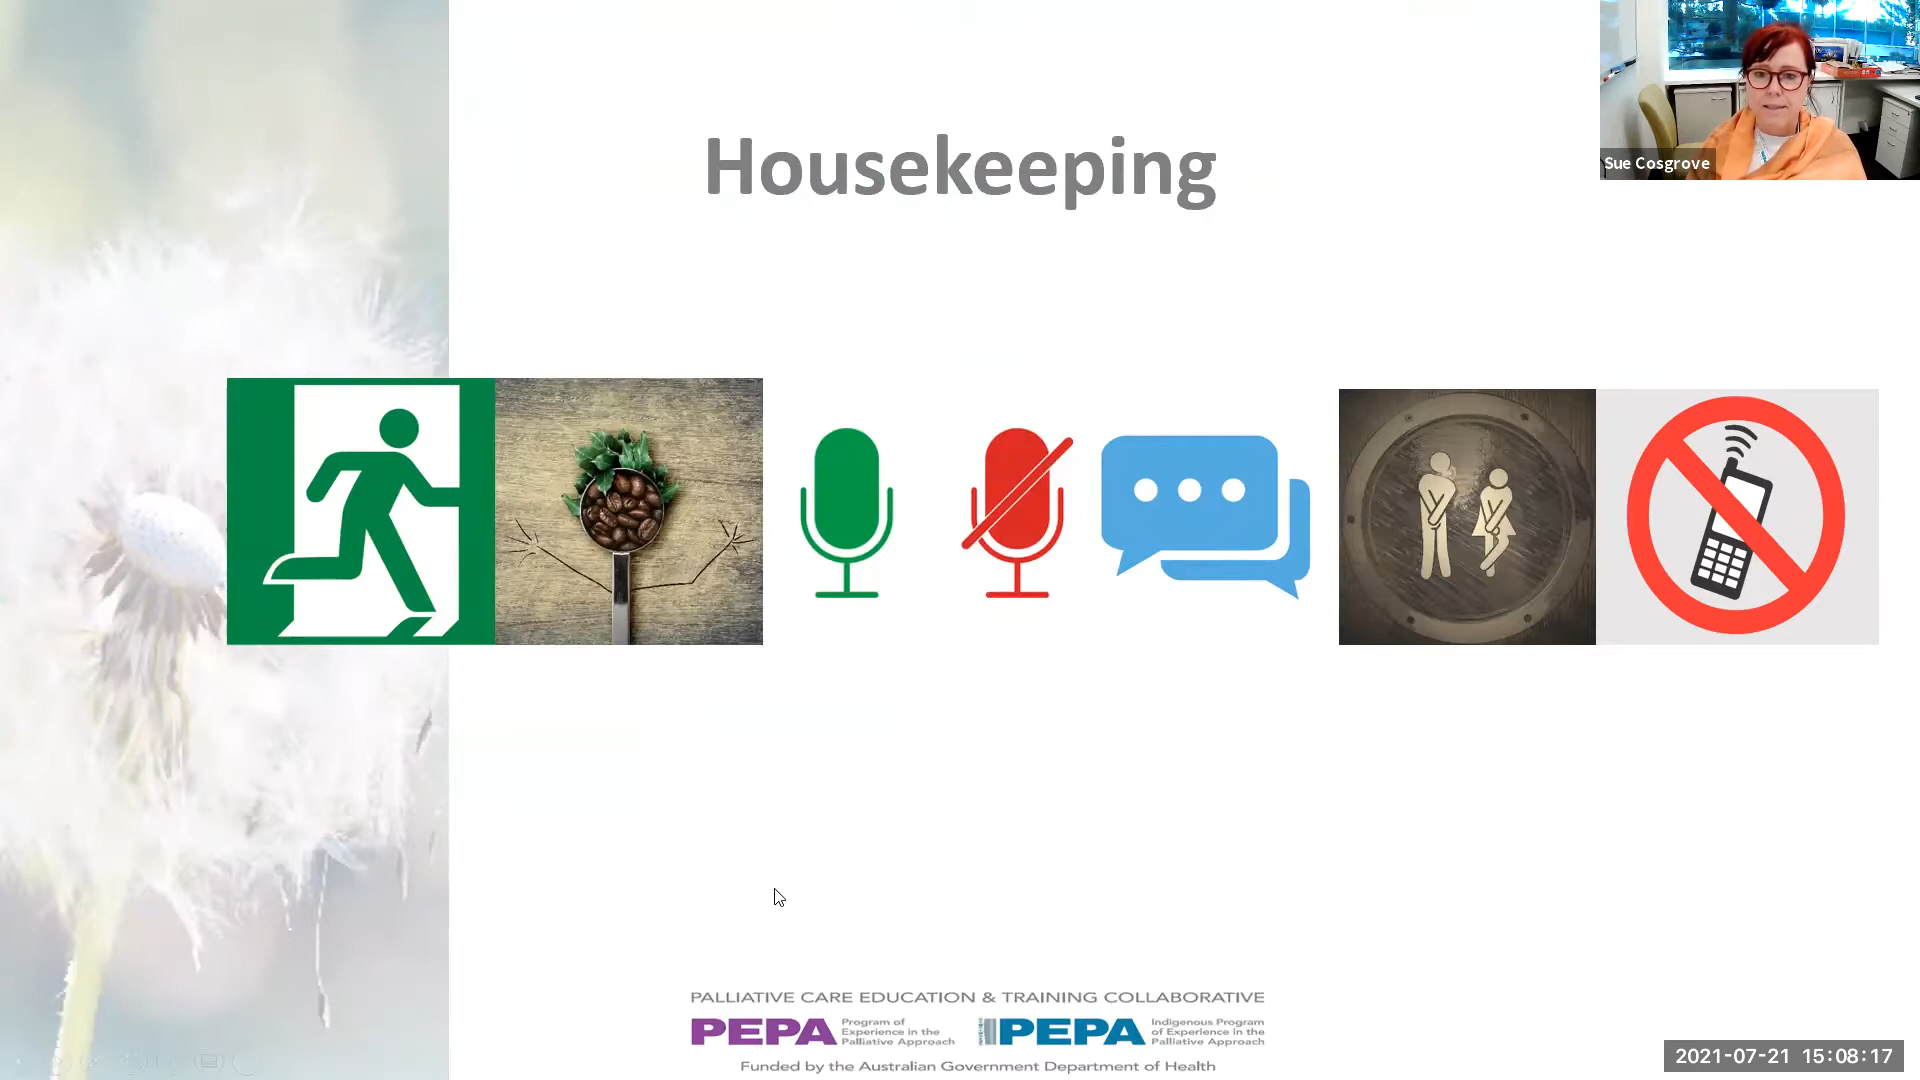 Housekeeping
Sue Cosgrove
PALLIATIVE CARE EDUCATION & TRAINING COLLABORATIVE
PEPA Program of
Experience in the
Palliative Approach
PEPA Indigenous Program
of Experience in the
Palliative Approach
Funded by the Australian Government Department of Health
2021-07-21 15:08:17